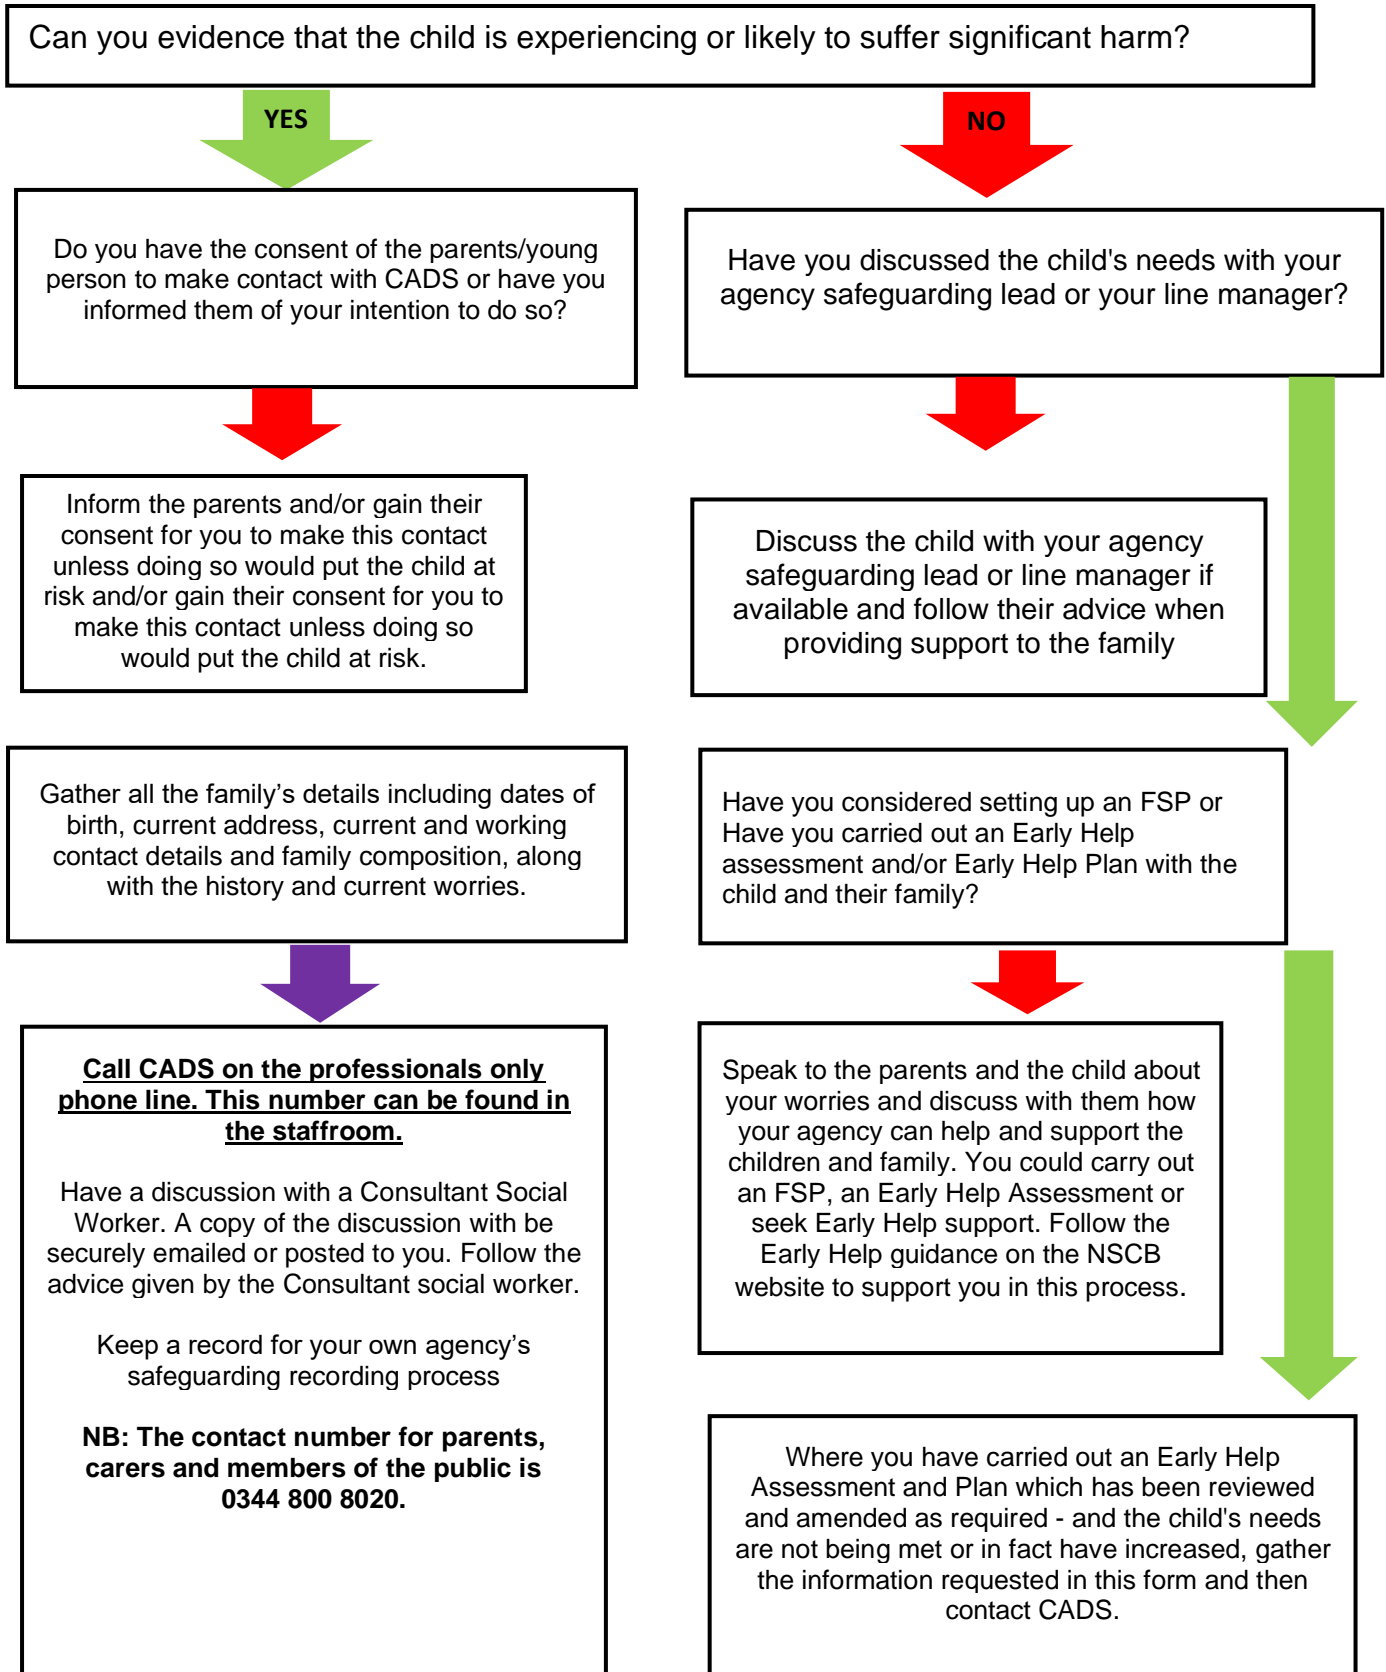 Can you evidence that the child is experiencing or likely to suffer significant harm?
YES
NO
Do you have the consent of the parents/young
person to make contact with CADS or have you
informed them of your intention to do so?
Have you discussed the child's needs with your
agency safeguarding lead or your line manager?
Inform the parents and/or gain their
consent for you to make this contact
unless doing so would put the child at
risk and/or gain their consent for you to
make this contact unless doing so
would put the child at risk.
Discuss the child with your agency
safeguarding lead or line manager if
available and follow their advice when
providing support to the family
Gather all the family’s details including dates of
birth, current address, current and working
contact details and family composition, along
with the history and current worries.
Have you considered setting up an FSP or
Have you carried out an Early Help
assessment and/or Early Help Plan with the
child and their family?
Call CADS on the professionals only
phone line. This number can be found in
the staffroom.
Have a discussion with a Consultant Social
Worker. A copy of the discussion with be
securely emailed or posted to you. Follow the
advice given by the Consultant social worker.
Keep a record for your own agency’s
safeguarding recording process
NB: The contact number for parents,
carers and members of the public is
0344 800 8020.
Speak to the parents and the child about
your worries and discuss with them how
your agency can help and support the
children and family. You could carry out
an FSP, an Early Help Assessment or
seek Early Help support. Follow the
Early Help guidance on the NSCB
website to support you in this process.
Where you have carried out an Early Help
Assessment and Plan which has been reviewed
and amended as required - and the child's needs
are not being met or in fact have increased, gather
the information requested in this form and then
contact CADS.